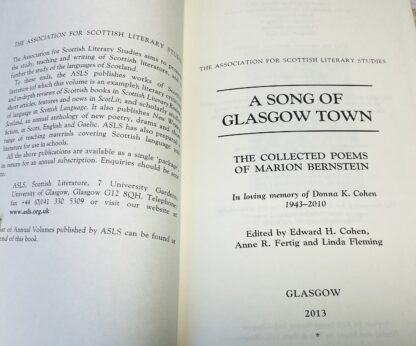 THE ASSOCIATION FOR SCOTTISH LITERARY STUDIES
The Association for Scottish Literary Studies aims to promote
the study, teaching and writing of Scottish literature, and
further the study of the languages of Scotland.
To these ends, the ASLS publishes works of Scottish
literature (of which this volume is an example); literary
and in-depth reviews of Scottish books in Scottish Literary
short articles, features and news in ScotLit; and scholarly
of language in Scottish Language. It also publishes New
Scotland, an annual anthology of new poetry, drama and short
fiction, in Scots, English and Gaelic. ASLS has also prepared
range of teaching materials covering Scottish language and
literature for use in schools.
All the above publications are available as a single 'package'
in return for an annual subscription. Enquiries should be sent
ASLS, Scottish Literature, 7 University Gardens,
University of Glasgow, Glasgow G12 8QH. Telephone
/fax +44 (0)141 330 5309 or visit our website at
www.asls.org.uk
of Annual Volumes published by ASLS can be found at
end of this book.
THE ASSOCIATION FOR SCOTTISH LITERARY STUDIES
A SONG OF
GLASGOW TOWN
THE COLLECTED POEMS
OF MARION BERNSTEIN
In loving memory of Donna K. Cohen
1943–2010
Edited by Edward H. Cohen,
Anne R. Fertig and Linda Fleming
GLASGOW
2013